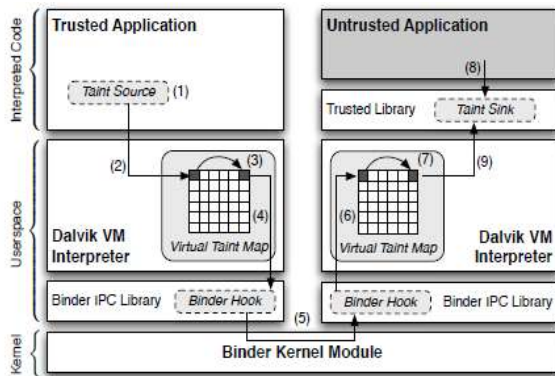 Interpreted Code
Userspace
Kernel
Trusted Application
Taint Source
(1)
(2)
(3)
(4)
Virtual Taint Map
Dalvik VM
Interpreter
Binder IPC Library
Binder Hook
(5)
Untrusted Application
(8)
Trusted Library
Taint Sink
(7)
(9)
(6)
Virtual Taint Map
Dalvik VM
Interpreter
Binder Hook
Binder IPC Library
Binder Kernel Module